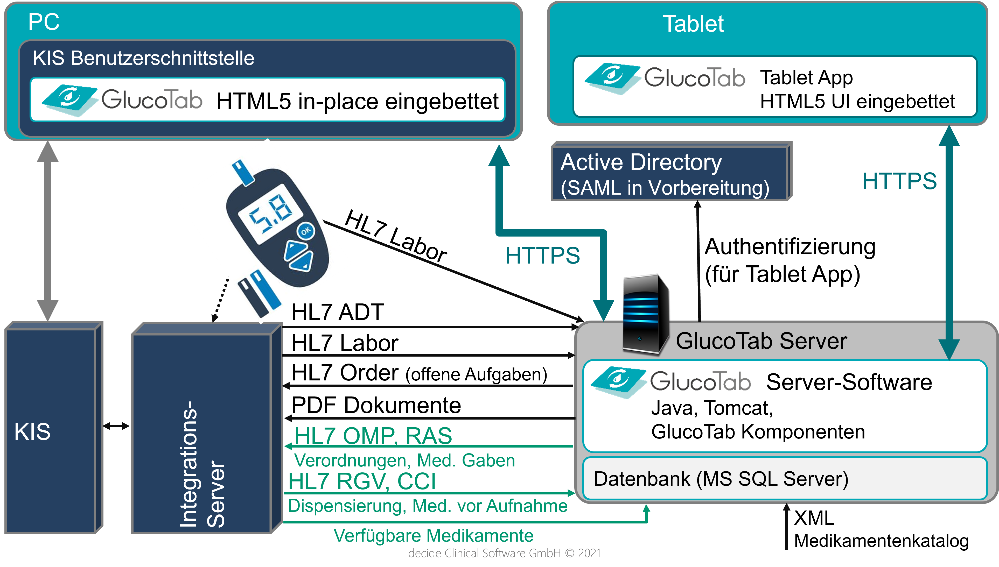 PC
KIS Benutzerschnittstelle
GlucoTab HTML5 in-place eingebettet
Tablet
GlucoTab Tablet App
HTML5 UI eingebettet
Active Directory
(SAML in Vorbereitung)
HTTPS
5.8
OK
HL7 Labor
HTTPS
Authentifizierung
(für Tablet App)
KIS
Integrations-
Server
HL7 ADT
HL7 Labor
HL7 Order (offene Aufgaben)
PDF Dokumente
HL7 OMP, RAS
Verordnungen, Med. Gaben
HL7 RGV, CCI
Dispensierung, Med. vor Aufnahme
Verfügbare Medikamente
GlucoTab Server
GlucoTab Server-Software
Java, Tomcat,
GlucoTab Komponenten
Datenbank (MS SQL Server)
XML
Medikamentenkatalog
decide Clinical Software GmbH © 2021